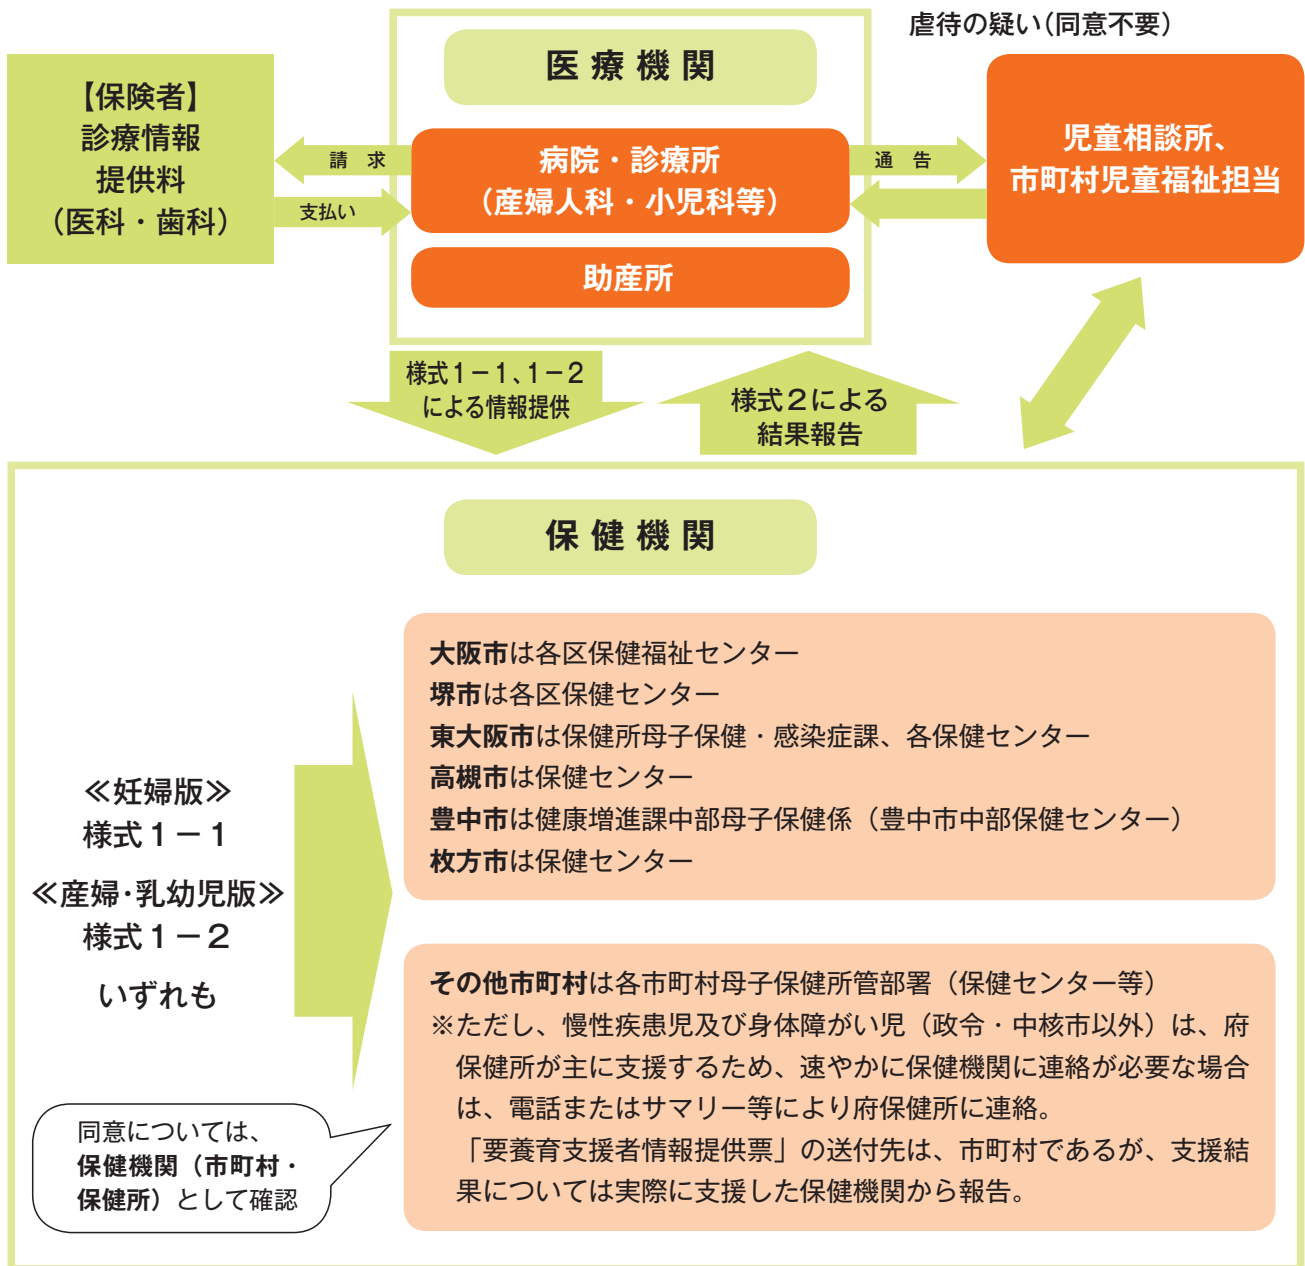 虐待の疑い（同意不要）
医療機関
【保険者】
診療情報
提供料
（医科・歯科）
請　求
支払い
病院・診療所
（産婦人科・小児科等）
助産所
通　告
児童相談所、
市町村児童福祉担当
様式１－１、１－２
による情報提供
様式２による
結果報告
保健機関
≪妊婦版≫
様式１－１
≪産婦・乳幼児版≫
様式１－２
いずれも
大阪市は各区保健福祉センター
堺市は各区保健センター
東大阪市は保健所母子保健・感染症課、各保健センター
高槻市は保健センター
豊中市は健康増進課中部母子保健係（豊中市中部保健センター）
枚方市は保健センター
その他市町村は各市町村母子保健所管部署（保健センター等）
※ただし、慢性疾患児及び身体障がい児（政令・中核市以外）は、府
保健所が主に支援するため、速やかに保健機関に連絡が必要な場合
は、電話またはサマリー等により府保健所に連絡。
「要養育支援者情報提供票」の送付先は、市町村であるが、支援結
果については実際に支援した保健機関から報告。
同意については、
保健機関（市町村・
保健所）として確認